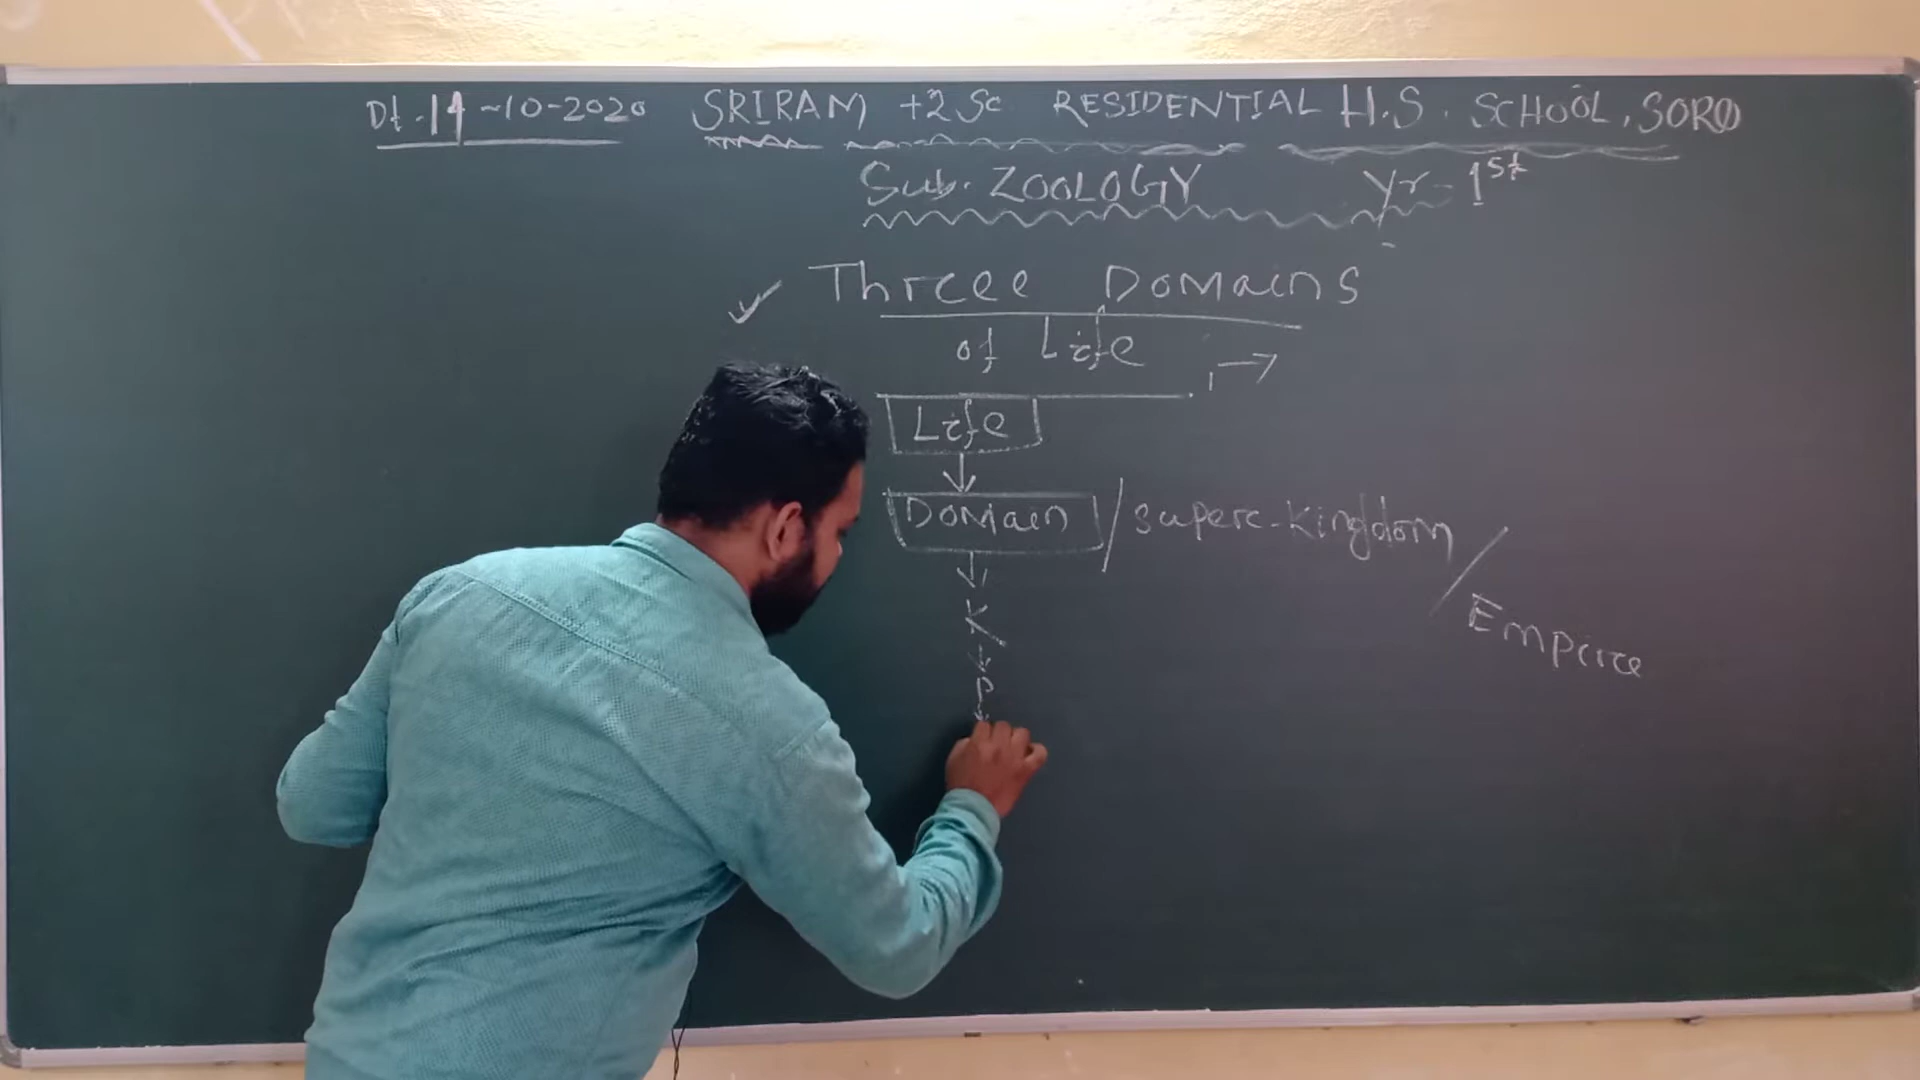 Dt.14-10-2020 SRIRAM +2 Sc RESIDENTIAL H.S. SCHOOL, SORO
Sub. ZOOLOGY Yr - 1st
Three Domains
of Life
Life
Domain / super-kingdom / Empire
K
P